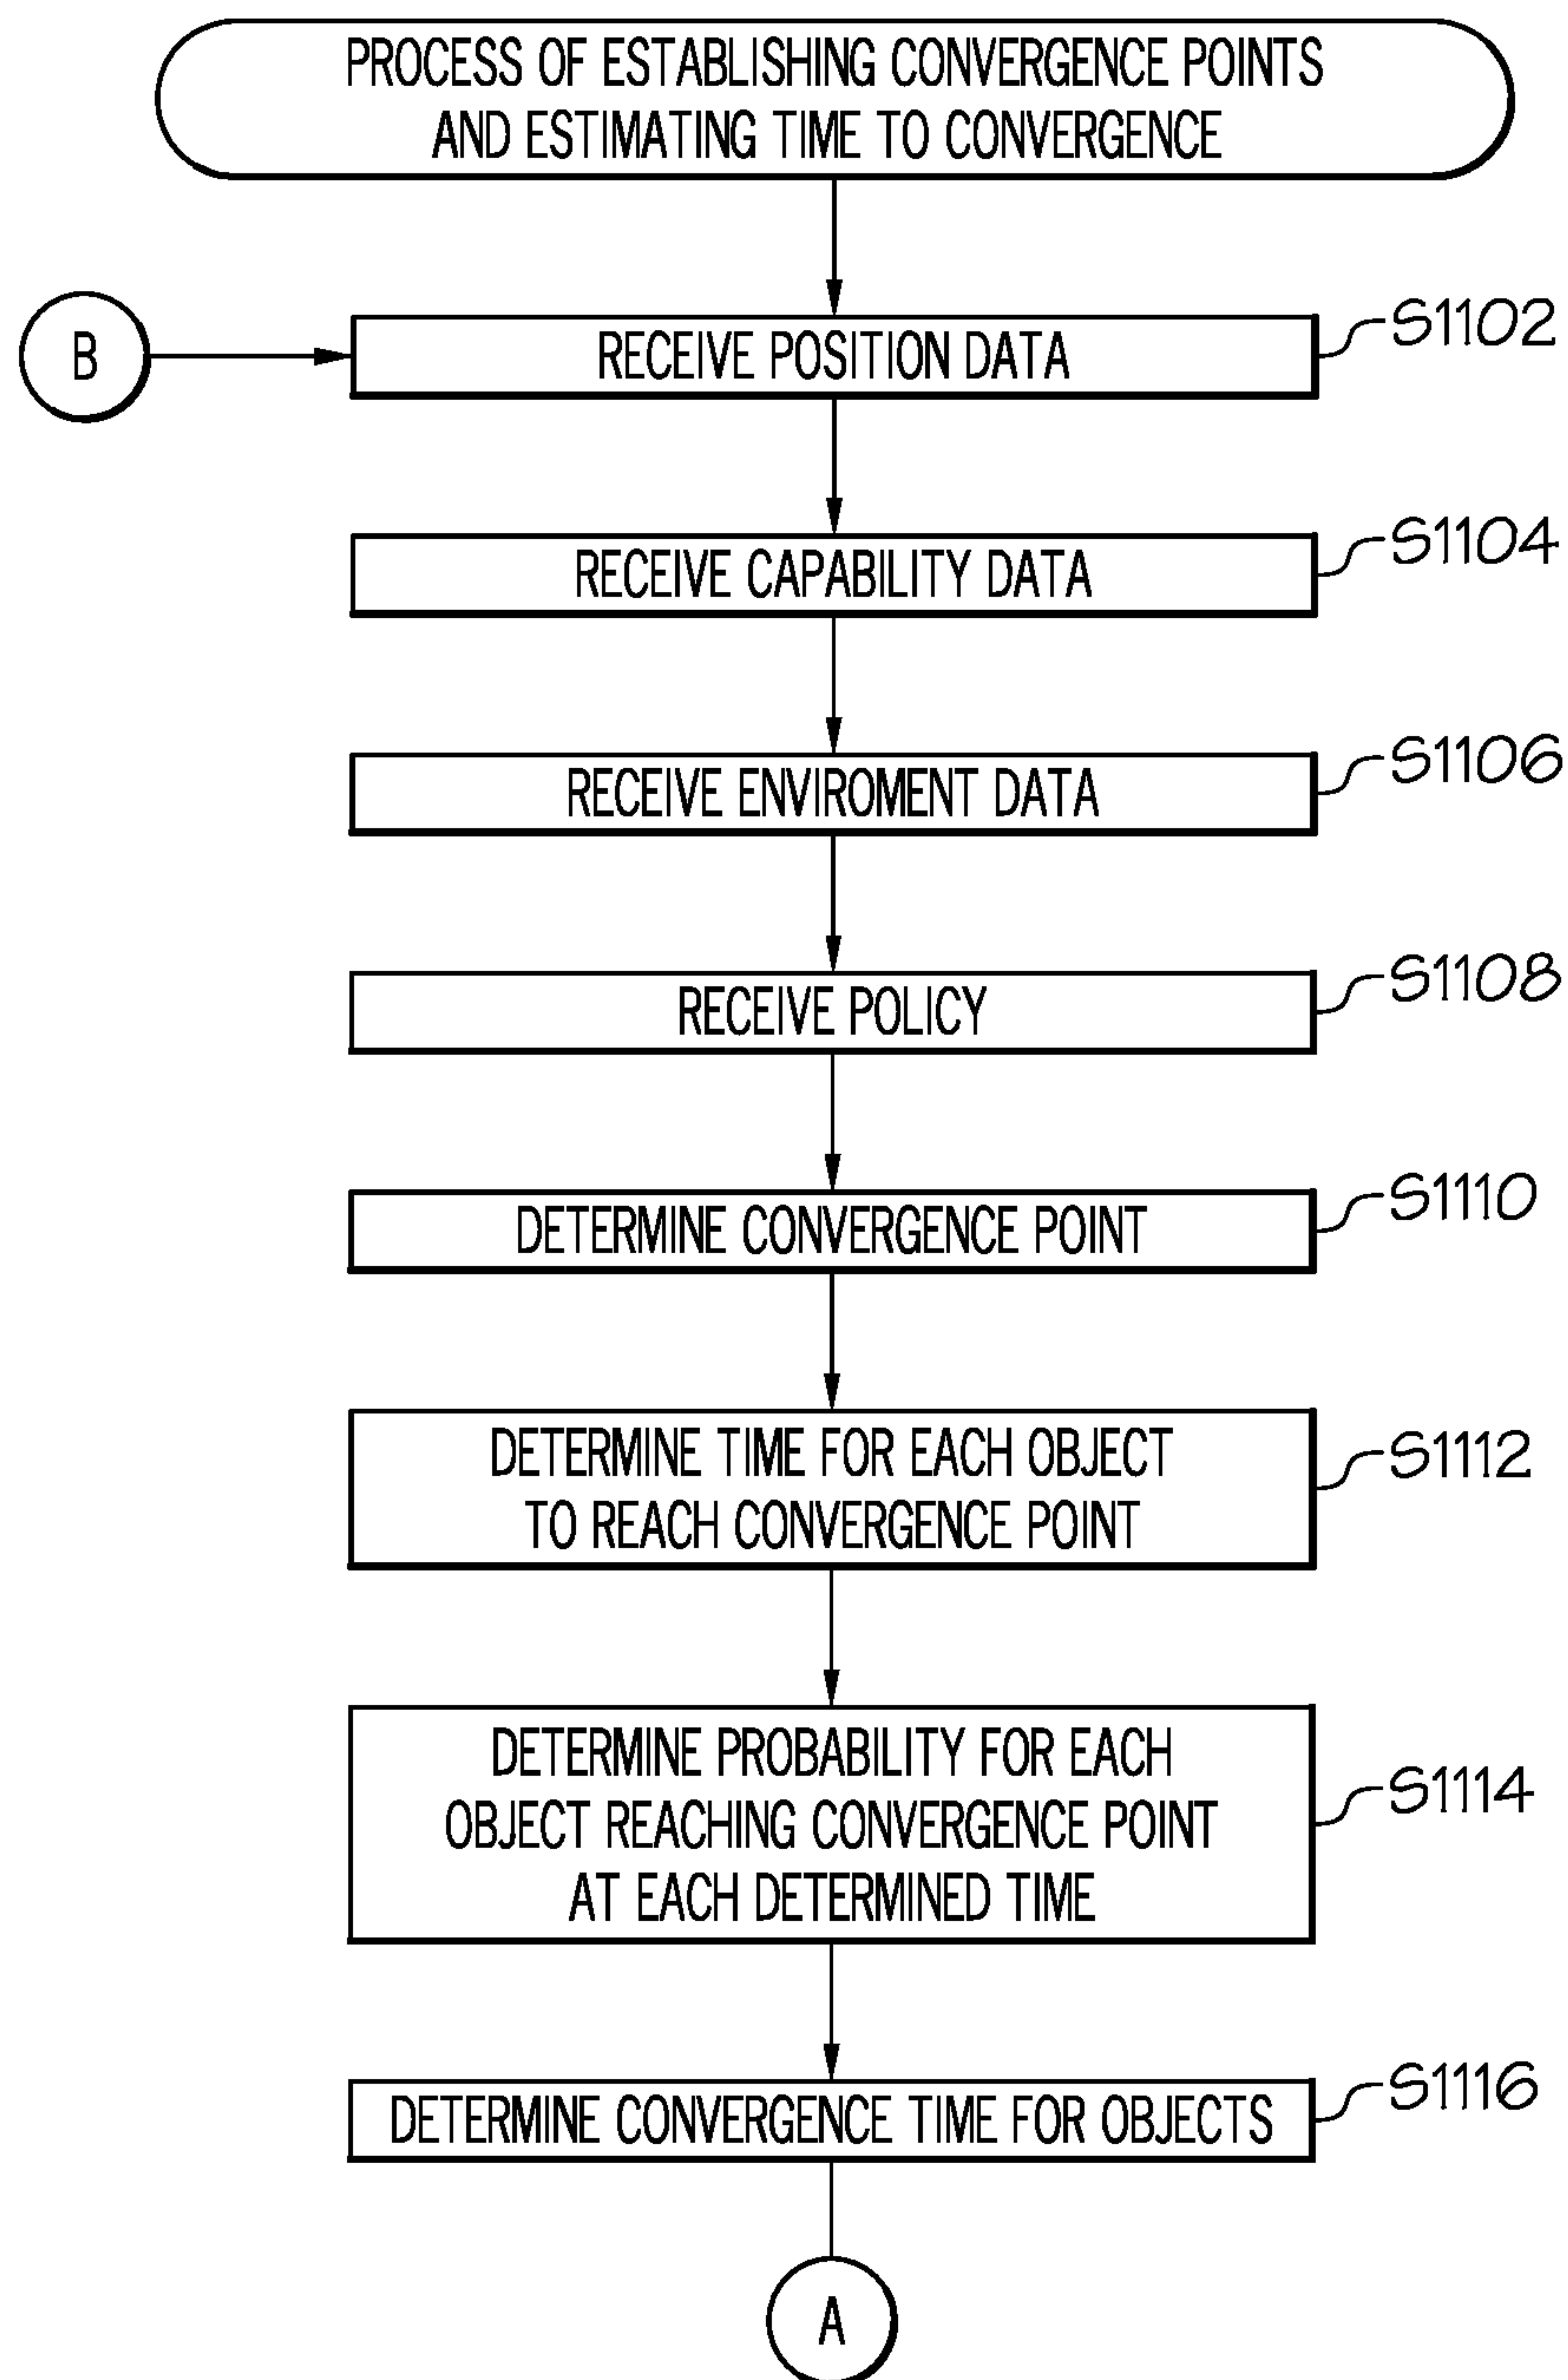 PROCESS OF ESTABLISHING CONVERGENCE POINTS
AND ESTIMATING TIME TO CONVERGENCE
B
RECEIVE POSITION DATA
S1102
RECEIVE CAPABILITY DATA
S1104
RECEIVE ENVIROMENT DATA
S1106
RECEIVE POLICY
S1108
DETERMINE CONVERGENCE POINT
S1110
DETERMINE TIME FOR EACH OBJECT
TO REACH CONVERGENCE POINT
S1112
DETERMINE PROBABILITY FOR EACH
OBJECT REACHING CONVERGENCE POINT
AT EACH DETERMINED TIME
S1114
DETERMINE CONVERGENCE TIME FOR OBJECTS
S1116
A